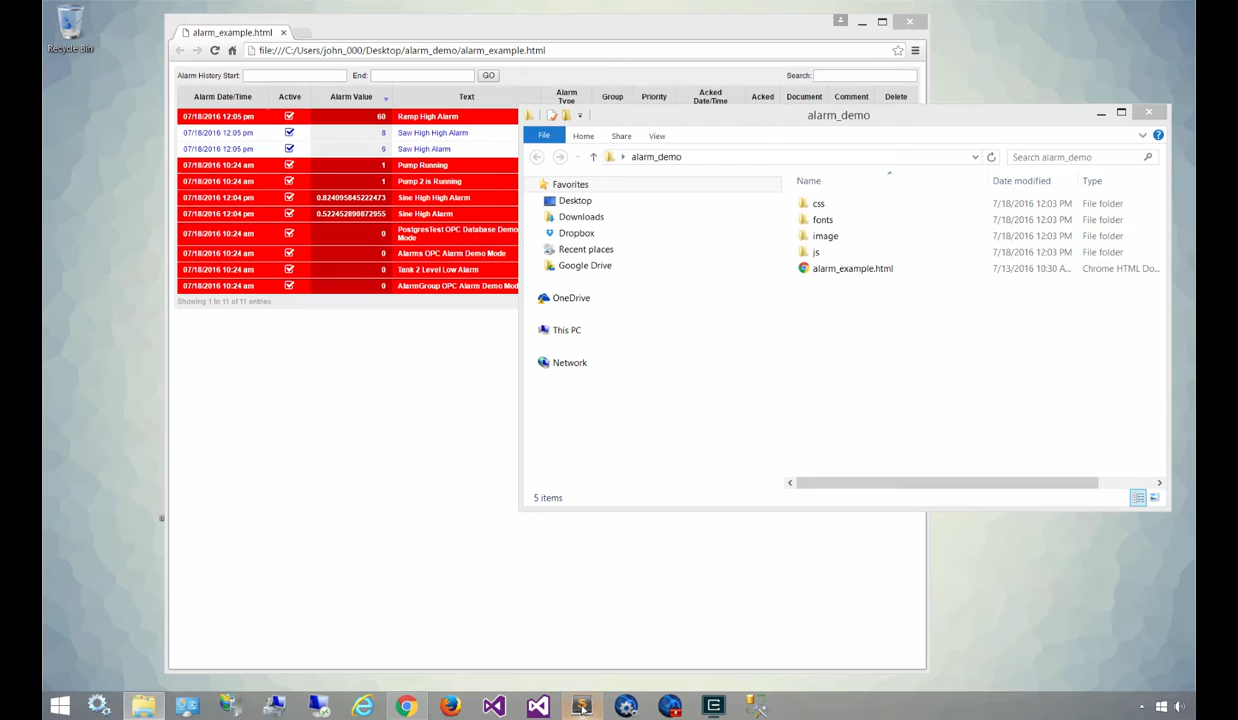 Recycle Bin
alarm_example.html
file:///C:/Users/john_000/Desktop/alarm_demo/alarm_example.html
Alarm History Start: End: GO Search:
Alarm Date/Time Active Alarm Value Text Alarm Type Group Priority Acked Date/Time Acked Document Comment Delete
07/18/2016 12:05 pm 60 Ramp High Alarm
07/18/2016 12:05 pm 8 Saw High High Alarm
07/18/2016 12:05 pm 6 Saw High Alarm
07/18/2016 10:24 am 1 Pump Running
07/18/2016 10:24 am 1 Pump 2 is Running
07/18/2016 12:04 pm 0.824095845222473 Sine High High Alarm
07/18/2016 12:04 pm 0.522452890872955 Sine High Alarm
07/18/2016 10:24 am 0 PostgresTest OPC Database Demo Mode
07/18/2016 10:24 am 0 Alarms OPC Alarm Demo Mode
07/18/2016 10:24 am 0 Tank 2 Level Low Alarm
07/18/2016 10:24 am 0 AlarmGroup OPC Alarm Demo Mod
Showing 1 to 11 of 11 entries
alarm_demo
File Home Share View
alarm_demo
Search alarm_demo
Favorites
Desktop
Downloads
Dropbox
Recent places
Google Drive
OneDrive
This PC
Network
Name Date modified Type
css 7/18/2016 12:03 PM File folder
fonts 7/18/2016 12:03 PM File folder
image 7/18/2016 12:03 PM File folder
js 7/18/2016 12:03 PM File folder
alarm_example.html 7/13/2016 10:30 A... Chrome HTML Do...
5 items